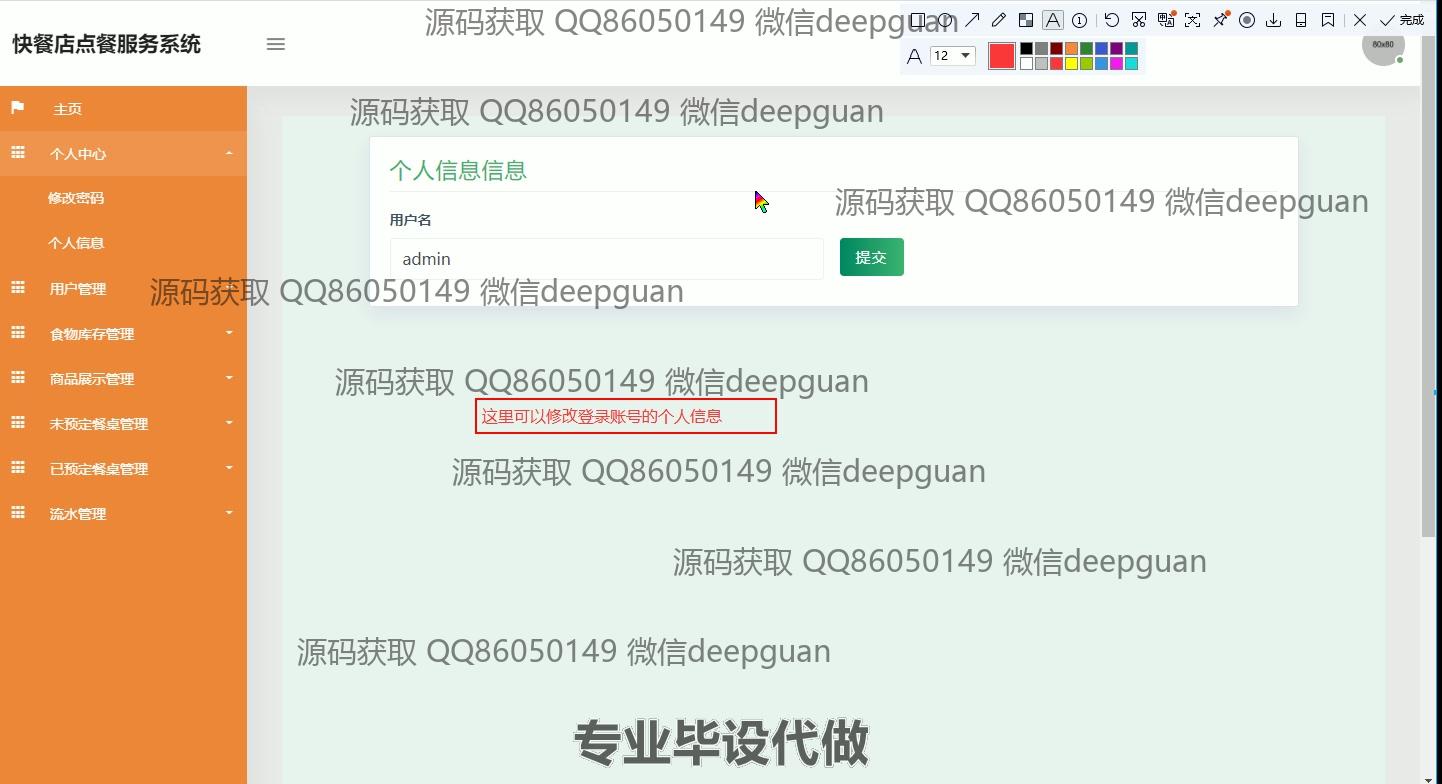 源码获取 QQ86050149 微信deepguan
完成
快餐店点餐服务系统
12
60x60
主页
源码获取 QQ86050149 微信deepguan
个人中心
个人信息信息
修改密码
源码获取 QQ86050149 微信deepguan
用户名
个人信息
admin
提交
用户管理
源码获取 QQ86050149 微信deepguan
食物库存管理
商品展示管理
源码获取 QQ86050149 微信deepguan
未预定餐桌管理
这里可以修改登录账号的个人信息
已预定餐桌管理
源码获取 QQ86050149 微信deepguan
流水管理
源码获取 QQ86050149 微信deepguan
源码获取 QQ86050149 微信deepguan
专业毕设代做